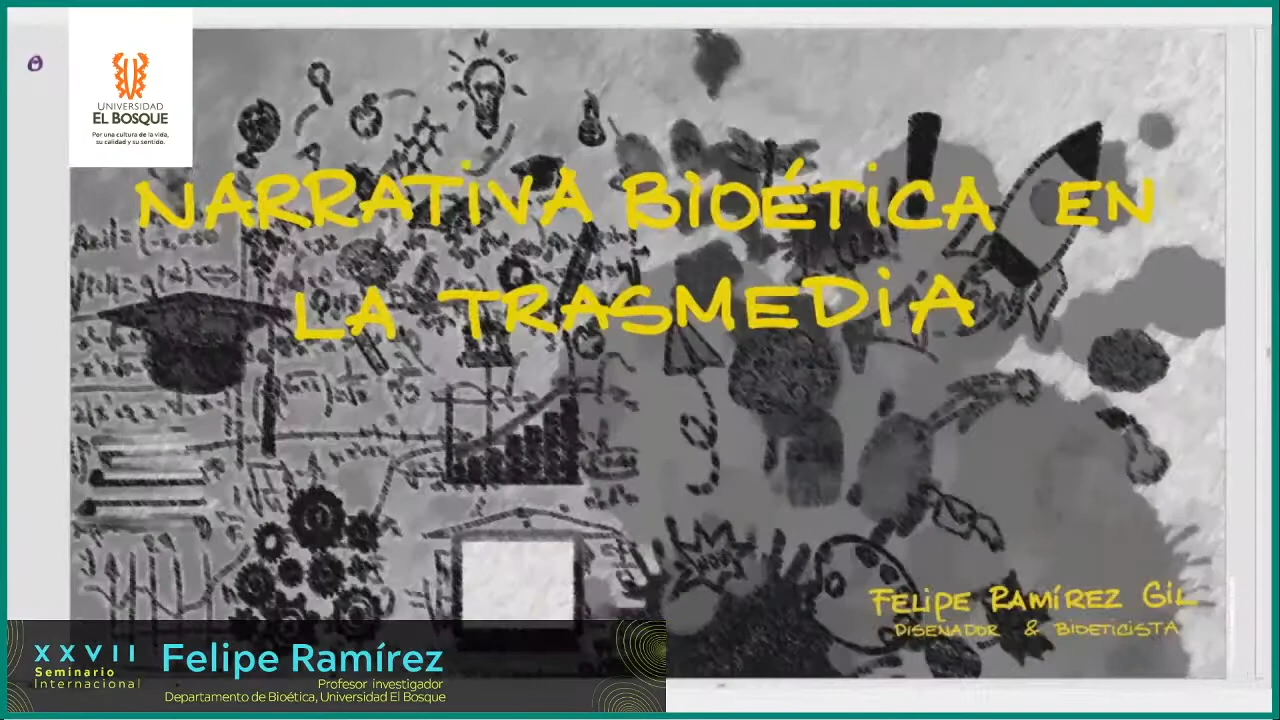 UNIVERSIDAD
EL BOSQUE
Por una cultura de la vida,
su calidad y su sentido.
NARRATIVA BIOÉTICA EN
LA TRASMEDIA
WOW
FELIPE RAMÍREZ GIL
DISEÑADOR & BIOETICISTA
XXVII
Seminario
Internacional
Felipe Ramírez
Profesor investigador
Departamento de Bioética, Universidad El Bosque